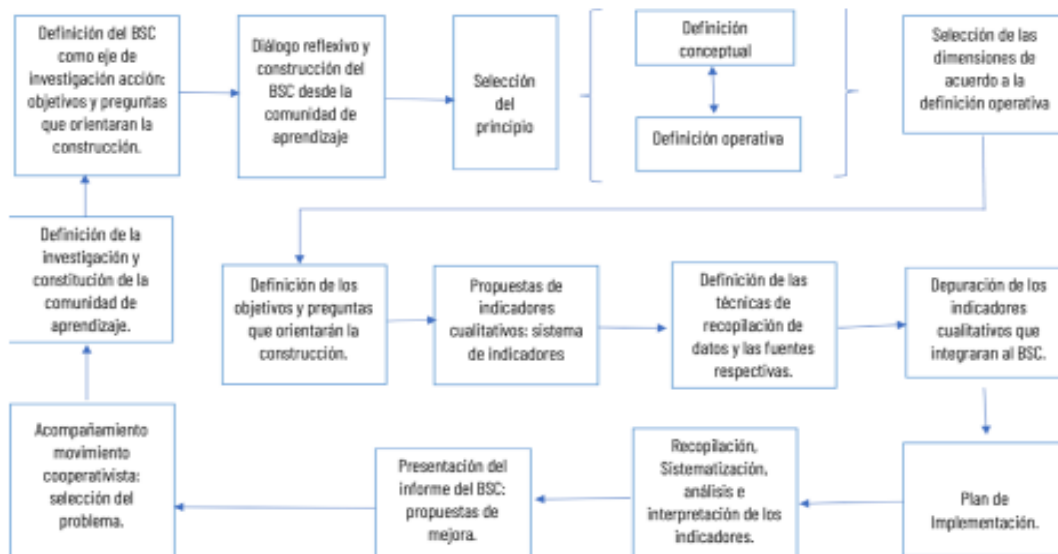 Definición del BSC
como eje de
investigación acción:
objetivos y preguntas
que orientaran la
construcción.
Diálogo reflexivo y
construcción del
BSC desde la
comunidad de
aprendizaje
Selección
del
principio
Definición
conceptual
Definición operativa
Selección de las
dimensiones de
acuerdo a la
definición operativa
Definición de la
investigación y
constitución de la
comunidad de
aprendizaje.
Definición de los
objetivos y preguntas
que orientarán la
construcción.
Propuestas de
indicadores
cualitativos: sistema
de indicadores
Definición de las
técnicas de
recopilación de
datos y las fuentes
respectivas.
Depuración de los
indicadores
cualitativos que
integraran al BSC.
Acompañamiento
movimiento
cooperativista:
selección del
problema.
Presentación del
informe del BSC:
propuestas de
mejora.
Recopilación,
Sistematización,
análisis e
interpretación de los
indicadores.
Plan de
Implementación.